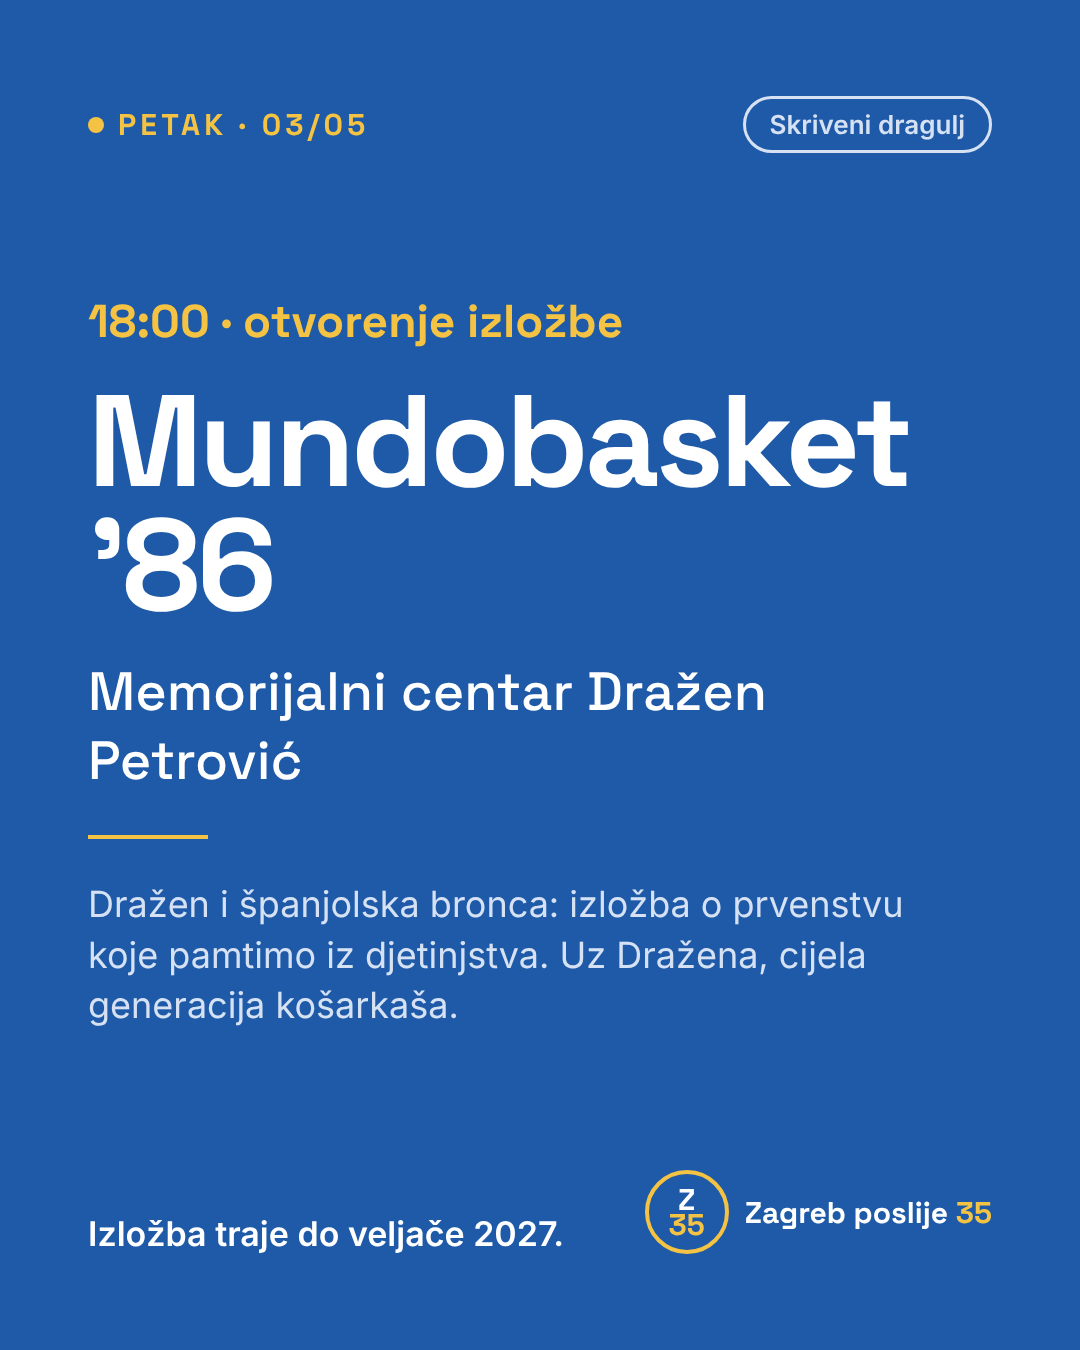 PETAK · 03/05
Skriveni dragulj
18:00 · otvorenje izložbe
Mundobasket
’86
Memorijalni centar Dražen
Petrović
Dražen i španjolska bronca: izložba o prvenstvu
koje pamtimo iz djetinjstva. Uz Dražena, cijela
generacija košarkaša.
Izložba traje do veljače 2027.
Z
35
Zagreb poslije 35